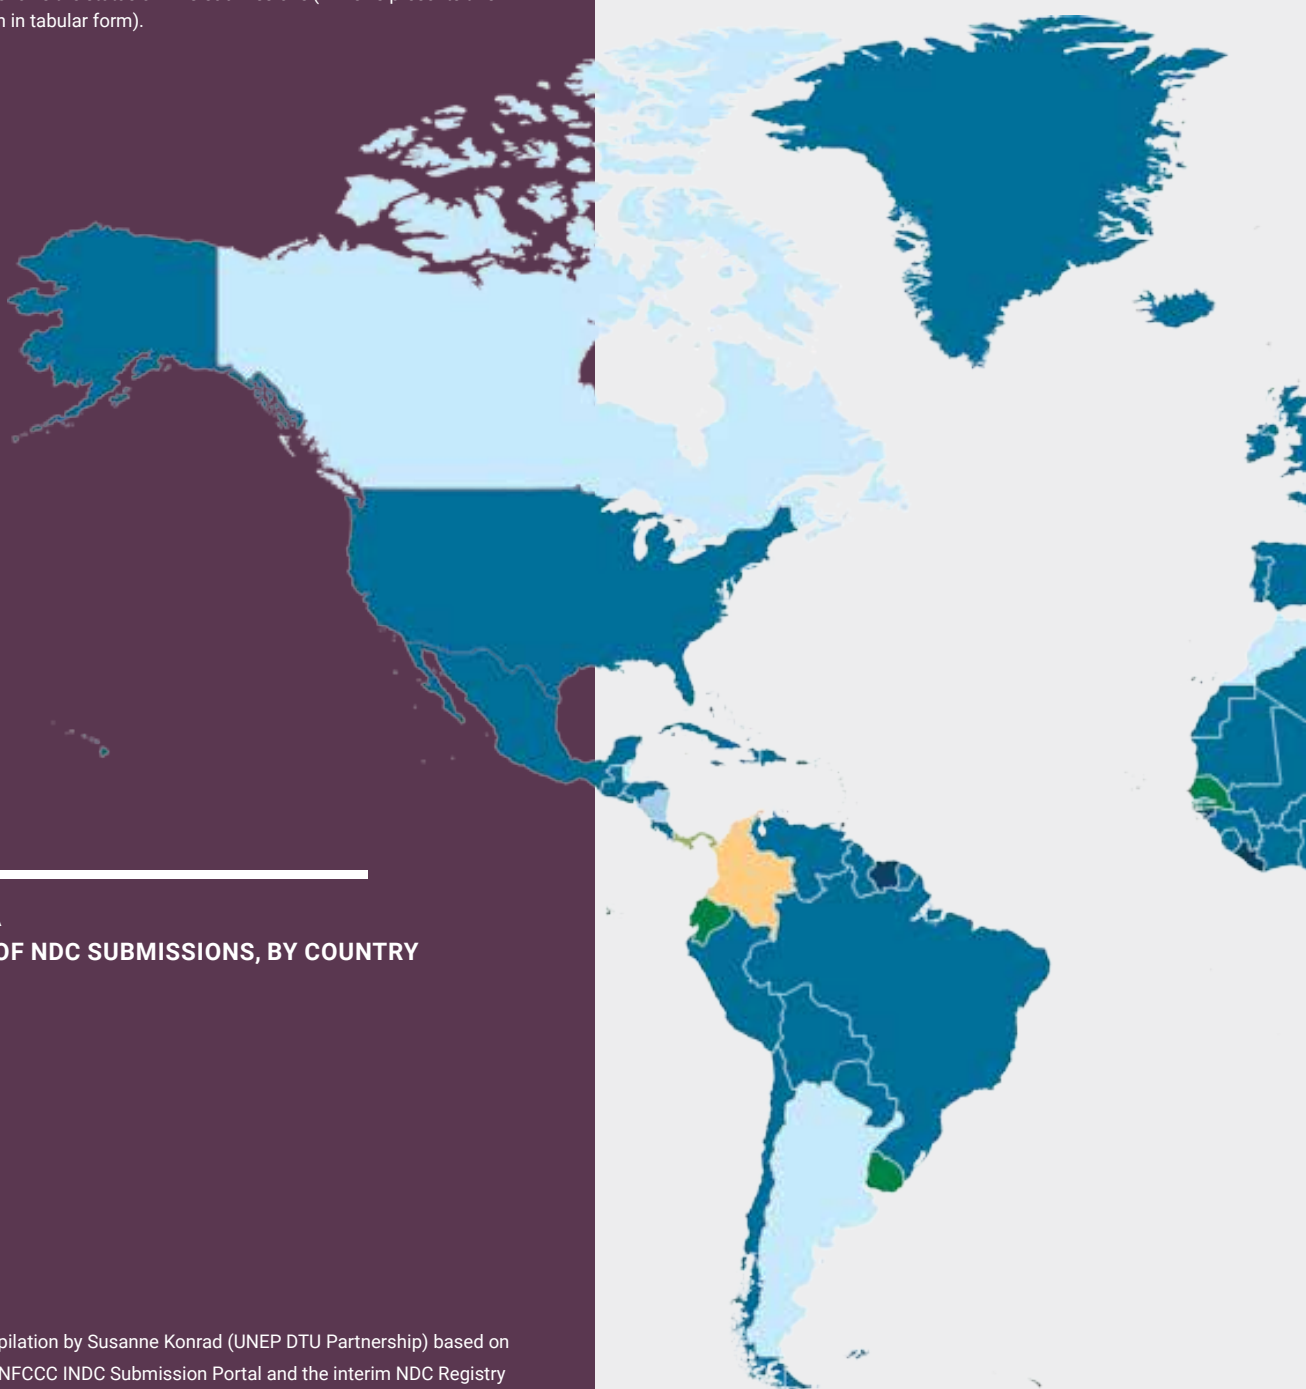 n in tabular form).
OF NDC SUBMISSIONS, BY COUNTRY
pilation by Susanne Konrad (UNEP DTU Partnership) based on
NFCCC INDC Submission Portal and the interim NDC Registry